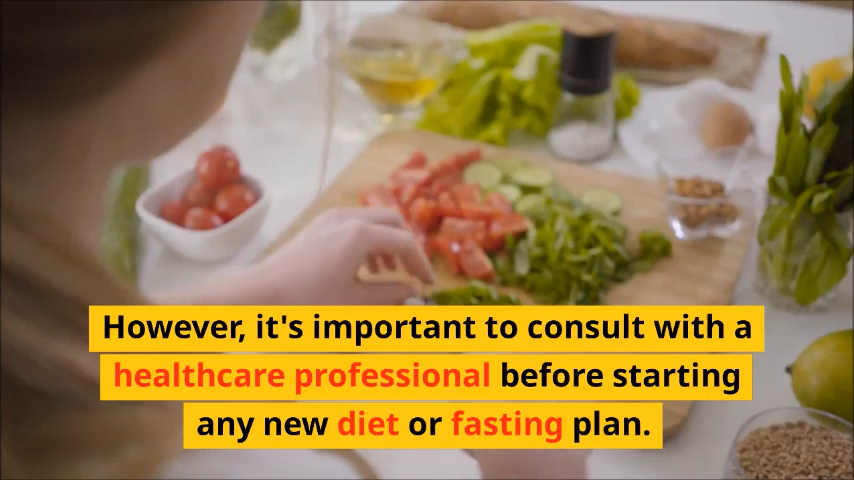 However, it's important to consult with a
healthcare professional before starting
any new diet or fasting plan.